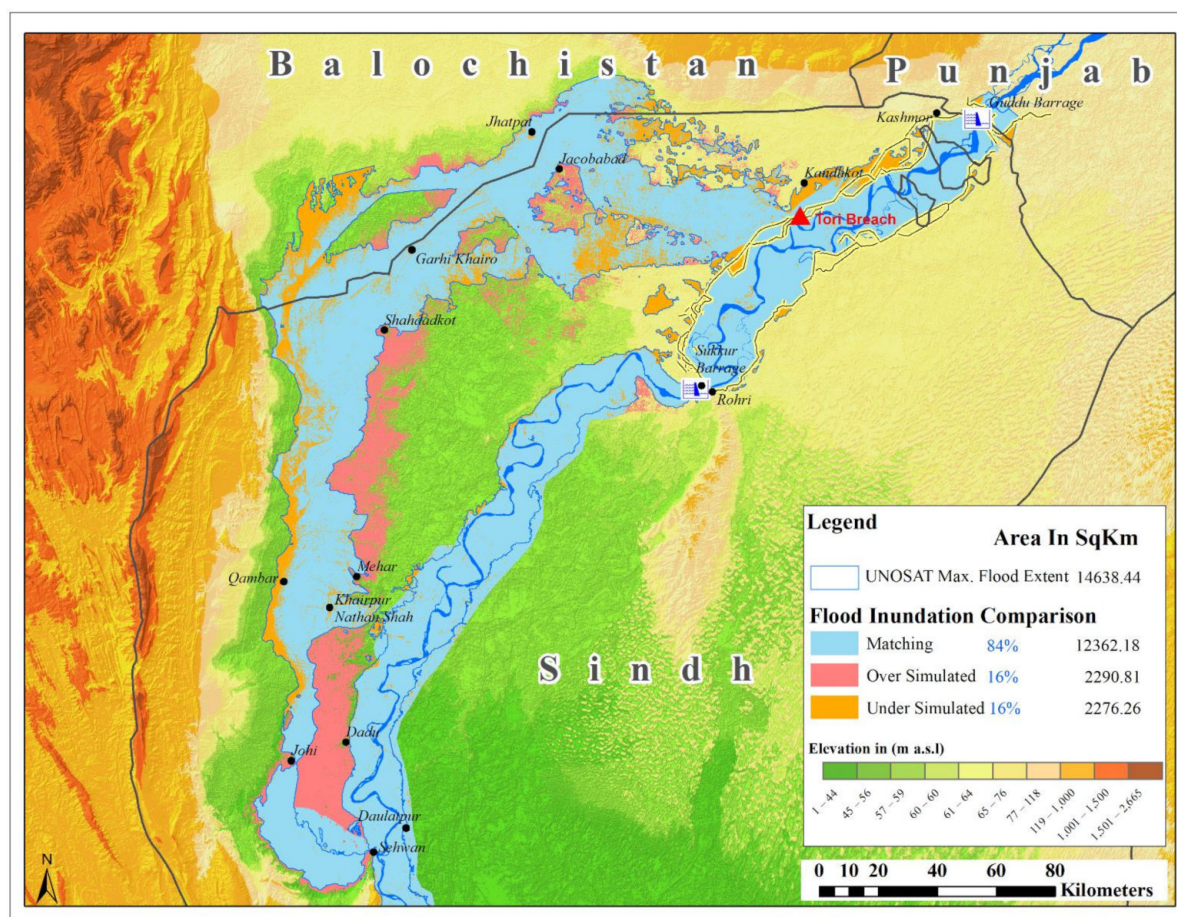 Balochistan
Punjab
Guddu Barrage
Kashmor
Jhatpat
Jacobabad
Kandhkot
Tori Breach
Garhi Khairo
Shahdadkot
Sukkur
Barrage
Rohri
Qambar
Mehar
Khairpur
Nathan Shah
Sindh
Dadu
Johi
Daulatpur
Sehwan
N
Legend
Area In SqKm
UNOSAT Max. Flood Extent 14638.44
Flood Inundation Comparison
Matching 84% 12362.18
Over Simulated 16% 2290.81
Under Simulated 16% 2276.26
Elevation in (m a.s.l)
1 – 44
45 – 56
57 – 59
60 – 60
61 – 64
65 – 76
77 – 118
119 – 1,000
1,001 – 1,500
1,501 – 2,665
0 10 20 40 60 80
Kilometers